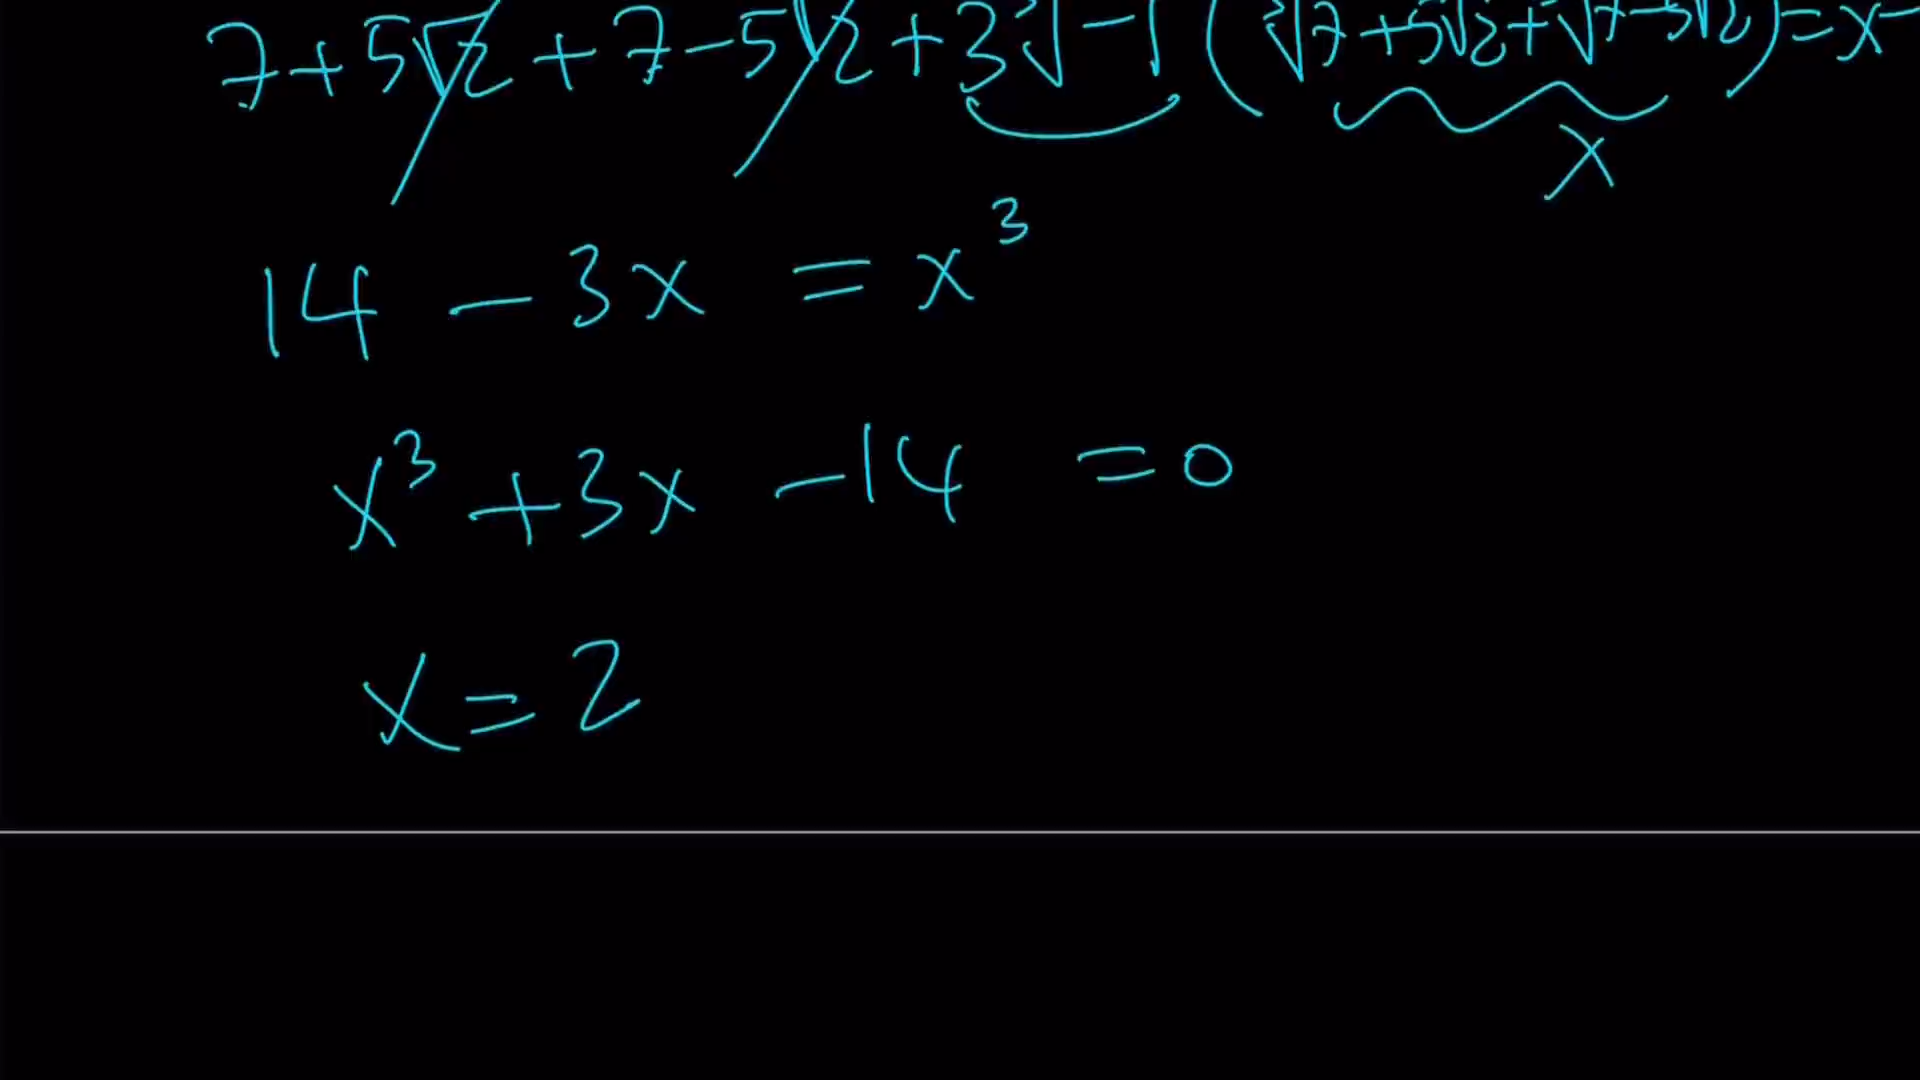 7+5√2+7-5√2+3∛-1(∛7+5√2+∛7-5√2)=x
x
14-3x=x³
x³+3x-14=0
x=2